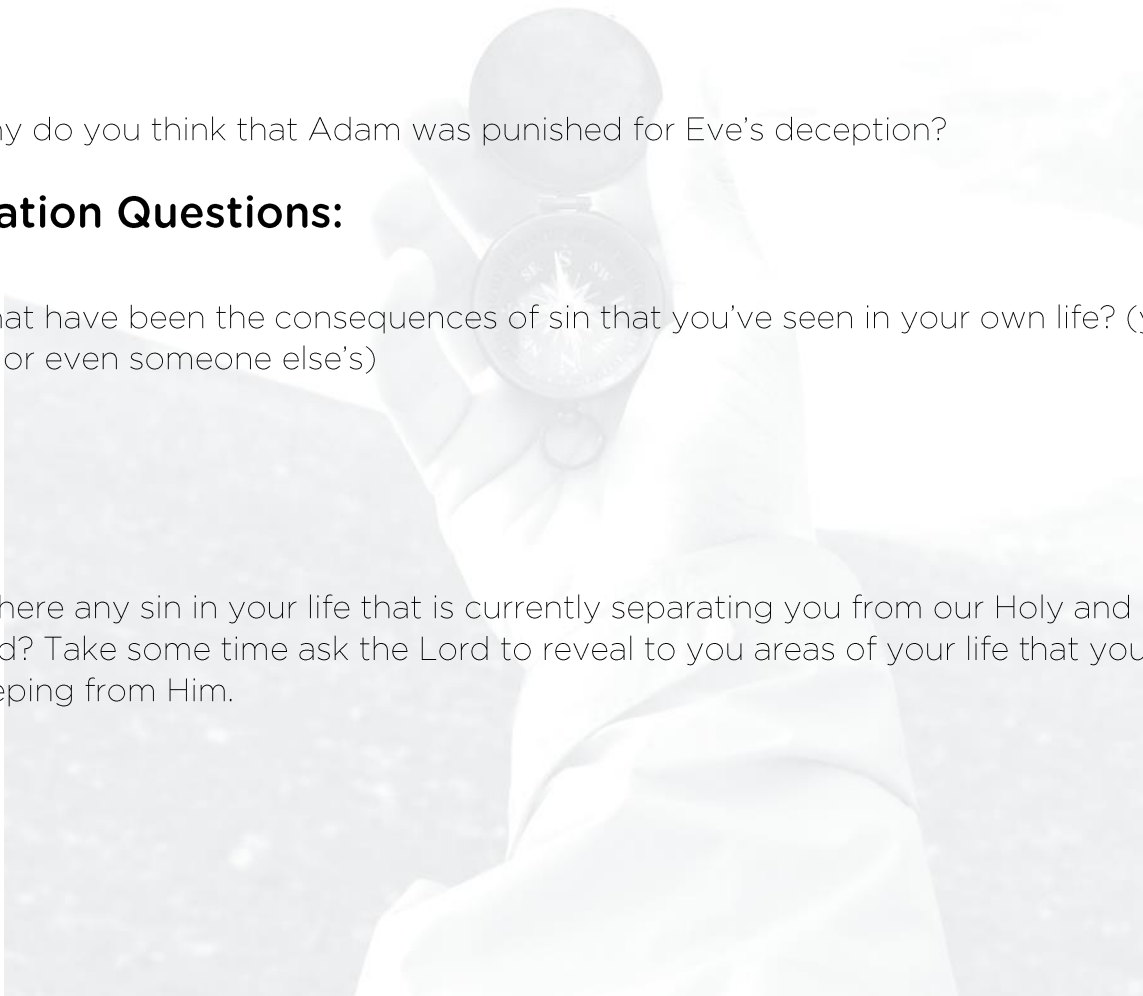 ny do you think that Adam was punished for Eve’s deception?
ation Questions:
hat have been the consequences of sin that you’ve seen in your own life? (y
or even someone else’s)
here any sin in your life that is currently separating you from our Holy and
d? Take some time ask the Lord to reveal to you areas of your life that you
eping from Him.
SE S SW
N